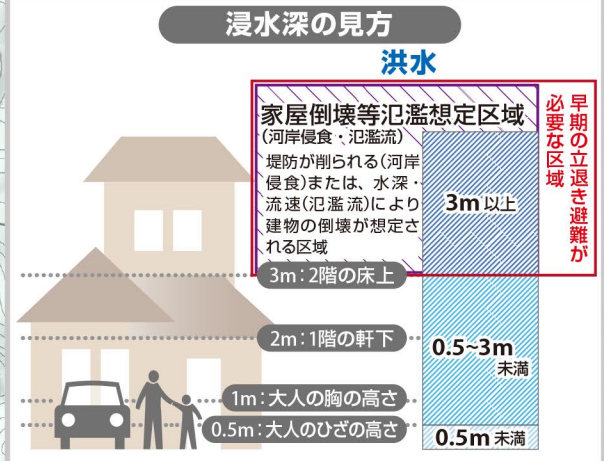 浸水深の見方
洪水
家屋倒壊等氾濫想定区域
(河岸侵食・氾濫流)
堤防が削られる(河岸
侵食)または、水深・
流速(氾濫流)により
建物の倒壊が想定さ
れる区域
早期の立退き避難が
必要な区域
3m以上
3m:2階の床上
2m:1階の軒下
0.5~3m
未満
1m:大人の胸の高さ
0.5m:大人のひざの高さ
0.5m未満